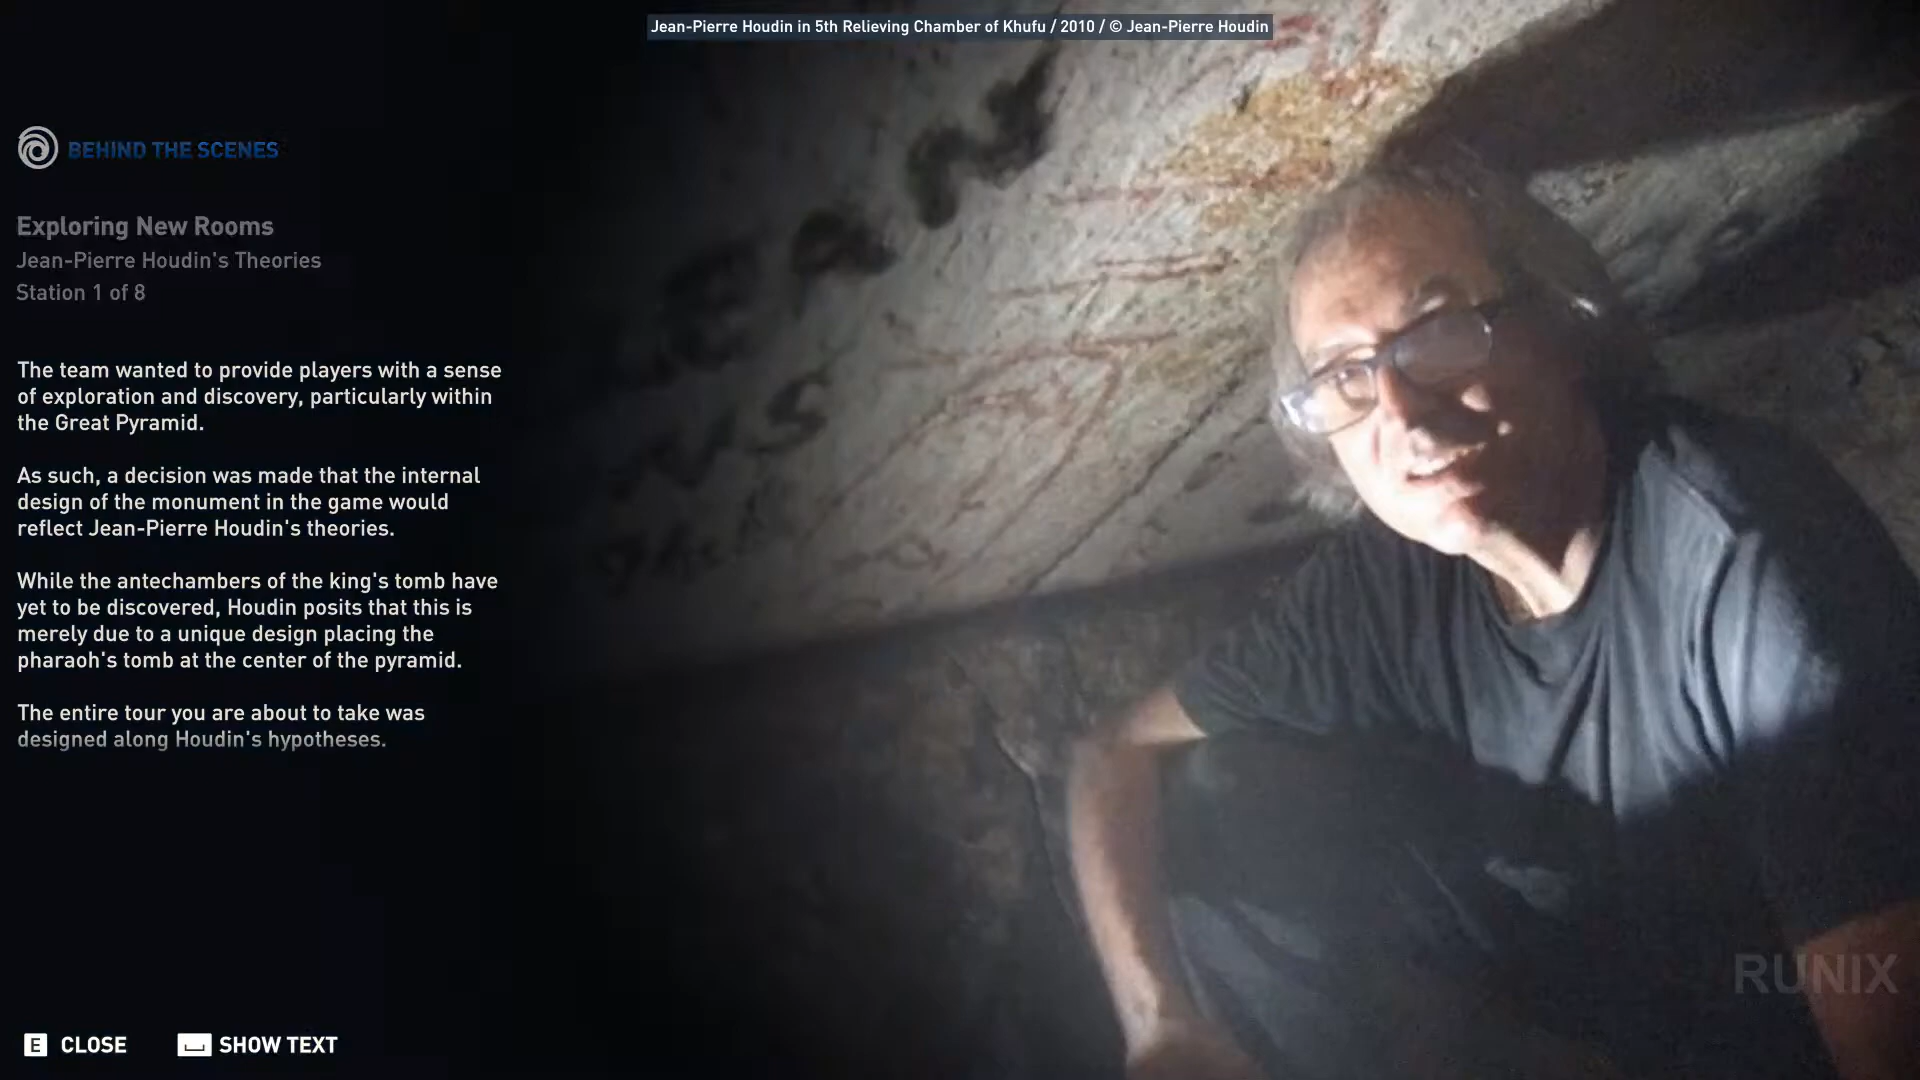 Jean-Pierre Houdin in 5th Relieving Chamber of Khufu / 2010 / © Jean-Pierre Houdin
BEHIND THE SCENES
Exploring New Rooms
Jean-Pierre Houdin's Theories
Station 1 of 8
The team wanted to provide players with a sense
of exploration and discovery, particularly within
the Great Pyramid.
As such, a decision was made that the internal
design of the monument in the game would
reflect Jean-Pierre Houdin's theories.
While the antechambers of the king's tomb have
yet to be discovered, Houdin posits that this is
merely due to a unique design placing the
pharaoh's tomb at the center of the pyramid.
The entire tour you are about to take was
designed along Houdin's hypotheses.
RUNIX
E CLOSE
SHOW TEXT